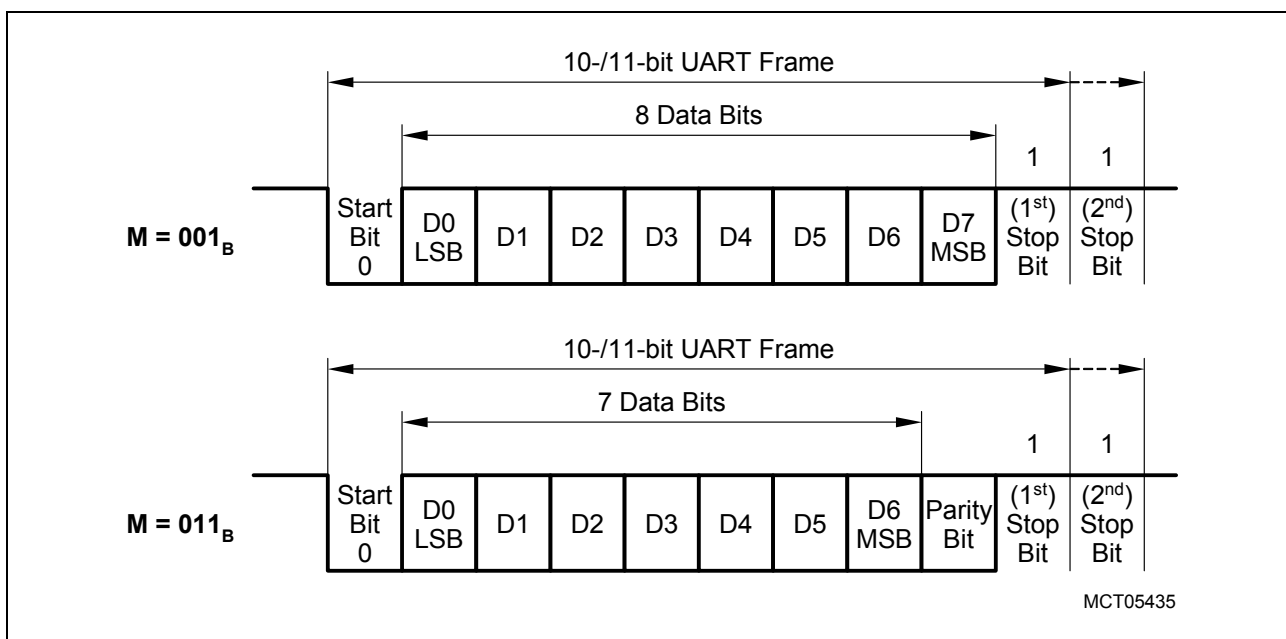 10-/11-bit UART Frame
8 Data Bits
1 1
M = 001B
Start Bit 0
D0 LSB
D1
D2
D3
D4
D5
D6
D7 MSB
(1st) Stop Bit
(2nd) Stop Bit
10-/11-bit UART Frame
7 Data Bits
1 1
M = 011B
Start Bit 0
D0 LSB
D1
D2
D3
D4
D5
D6 MSB
Parity Bit
(1st) Stop Bit
(2nd) Stop Bit
MCT05435